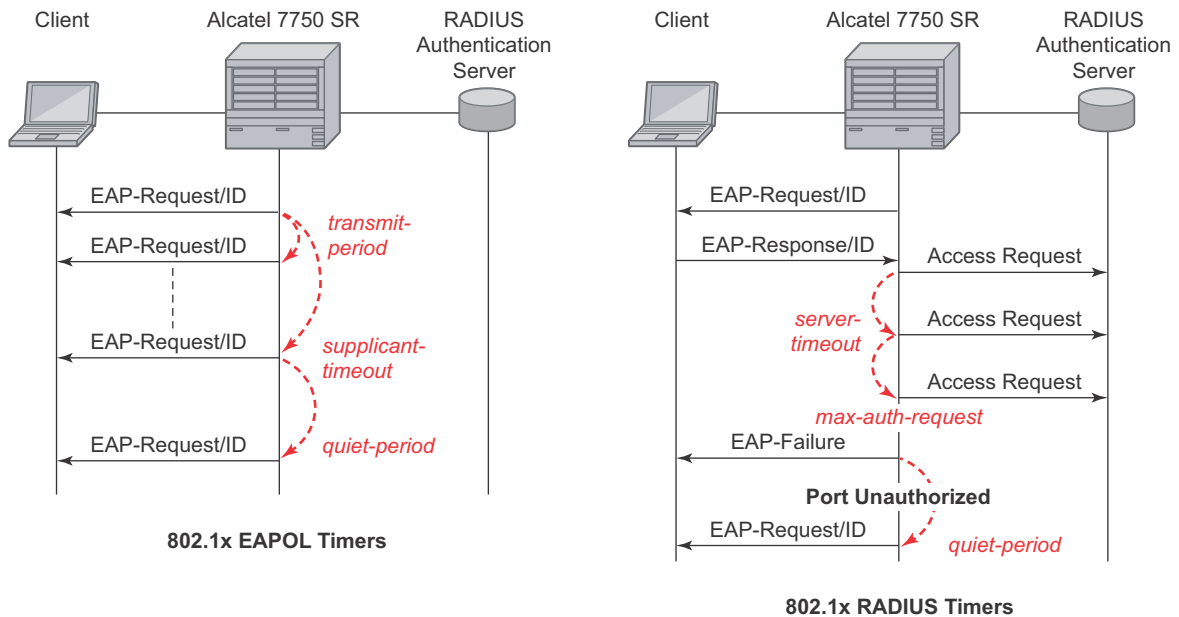 Client
Alcatel 7750 SR
RADIUS
Authentication
Server
EAP-Request/ID
transmit-
period
EAP-Request/ID
EAP-Request/ID
supplicant-
timeout
EAP-Request/ID
quiet-period
802.1x EAPOL Timers
Client
Alcatel 7750 SR
RADIUS
Authentication
Server
EAP-Request/ID
EAP-Response/ID
Access Request
server-
timeout
Access Request
Access Request
max-auth-request
EAP-Failure
Port Unauthorized
EAP-Request/ID
quiet-period
802.1x RADIUS Timers